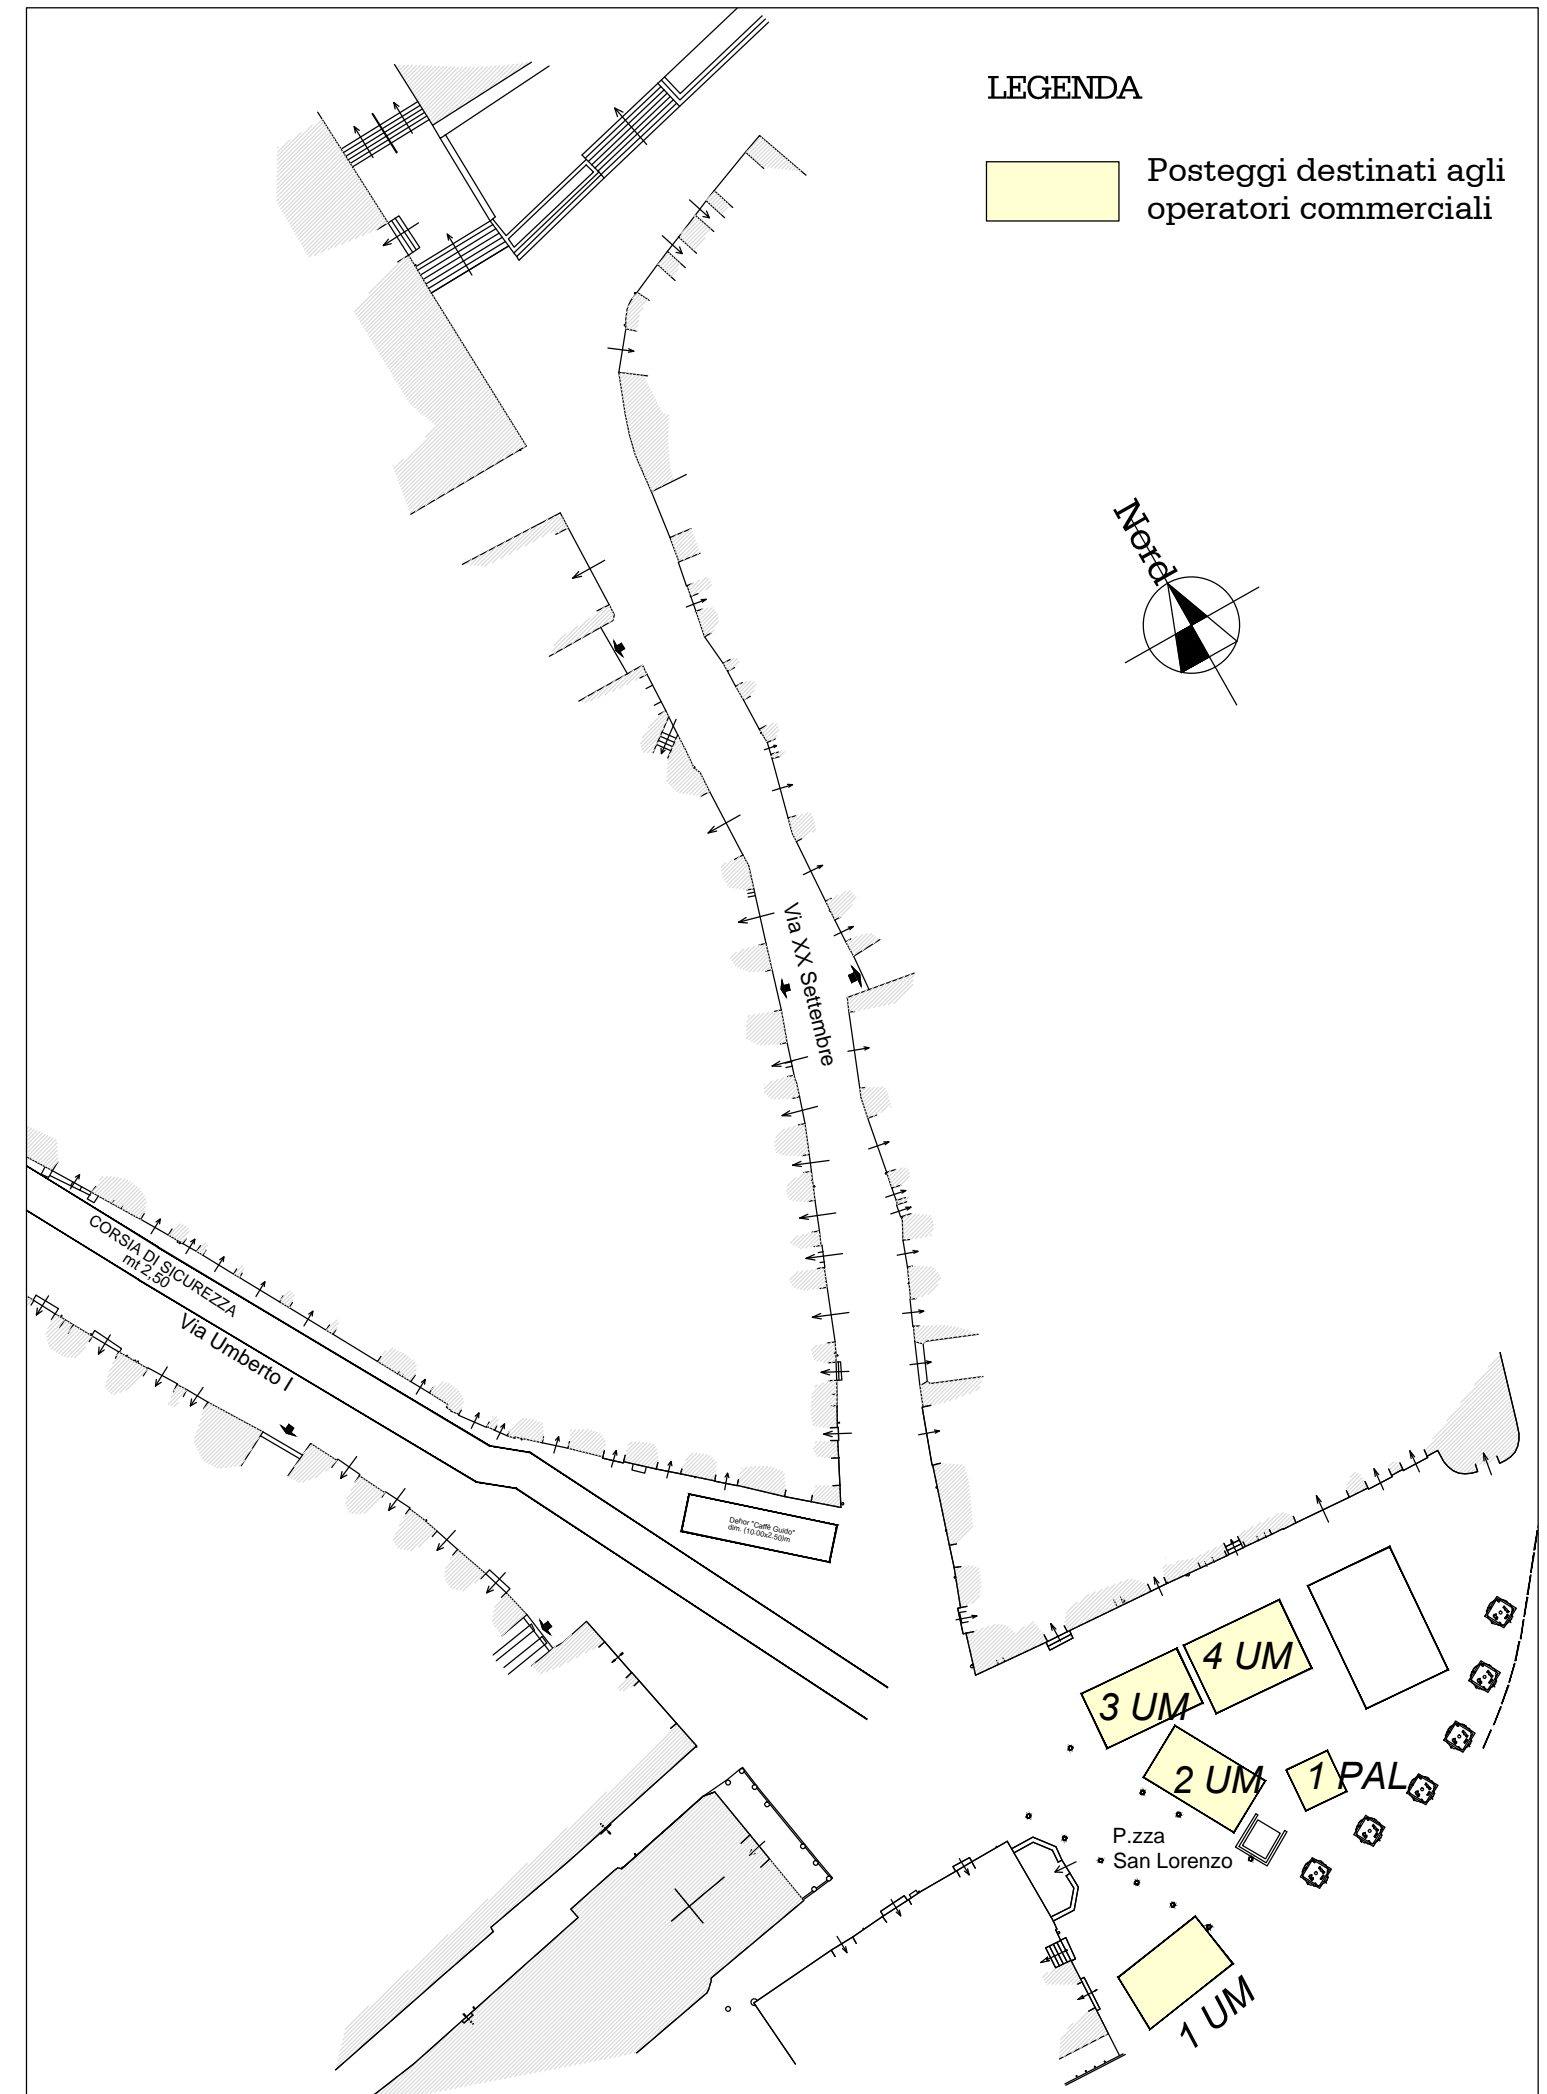 LEGENDA
Posteggi destinati agli
operatori commerciali
Nord
Via XX Settembre
CORSIA DI SICUREZZA
mt 2,50
Via Umberto I
Dehor "Caffè Guido"
dim. (10.00x2.50)m
4 UM
3 UM
2 UM
1 PAL
P.zza
San Lorenzo
1 UM